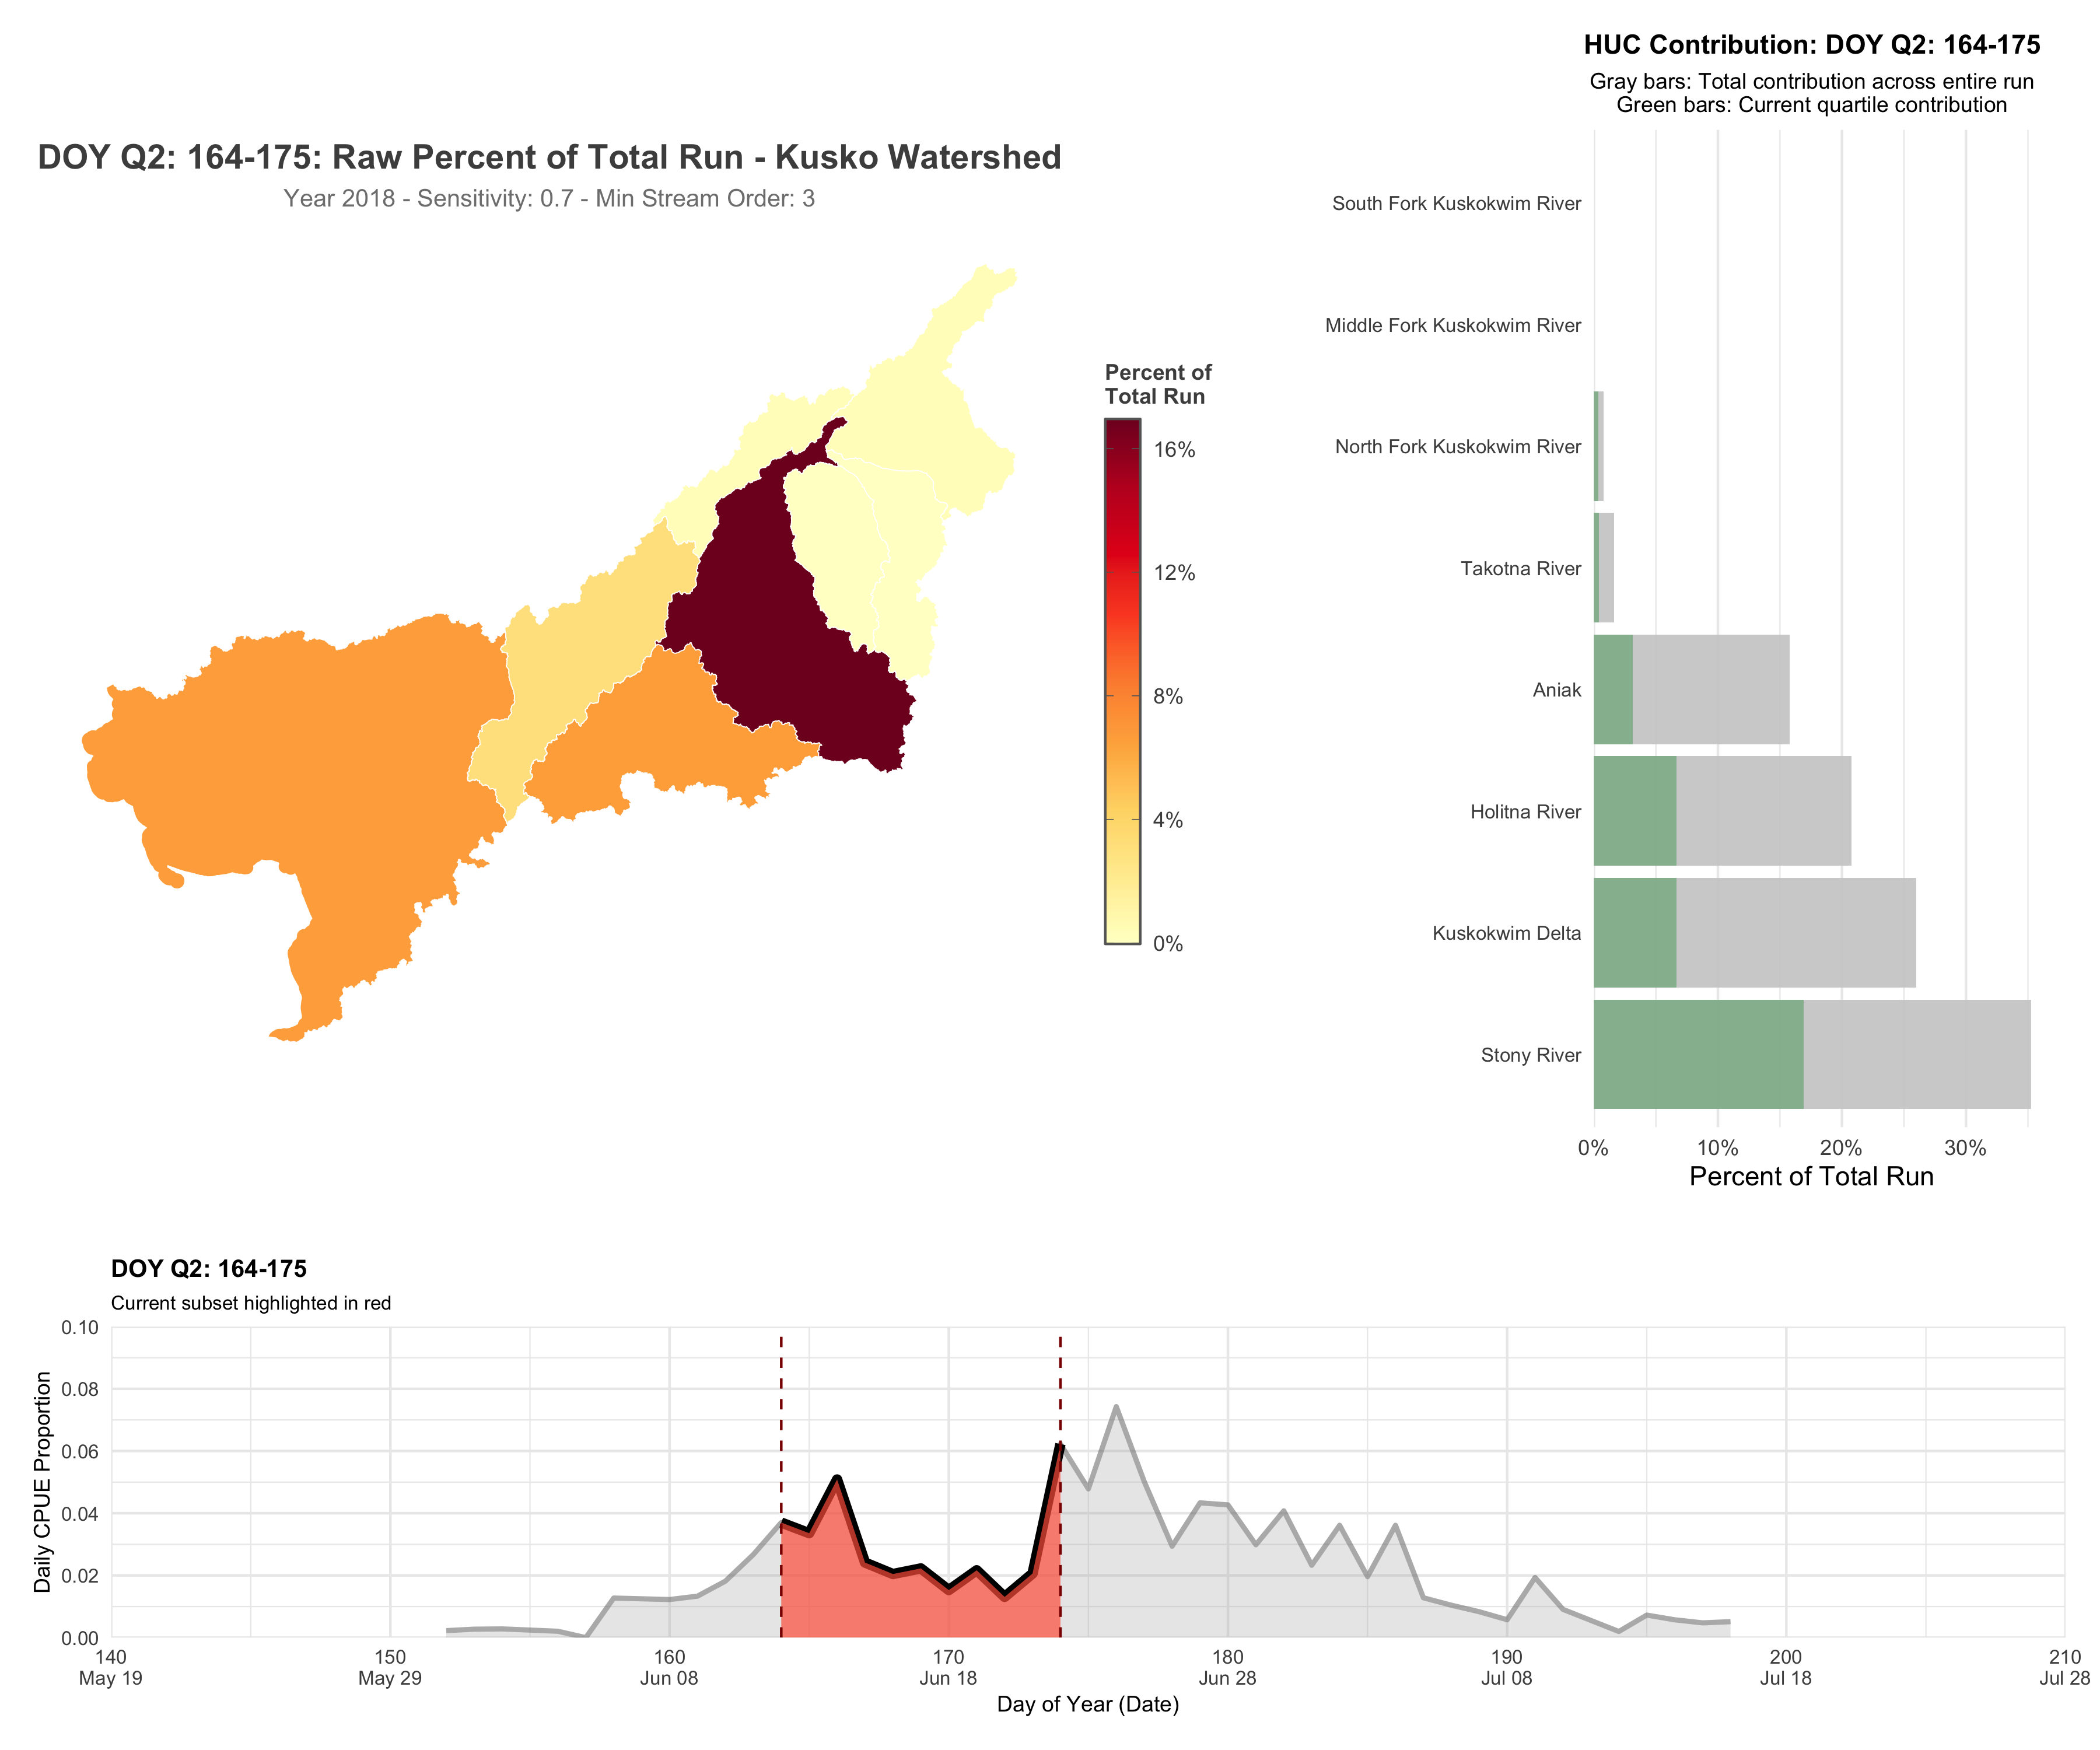 DOY Q2: 164-175: Raw Percent of Total Run - Kusko Watershed
Year 2018 - Sensitivity: 0.7 - Min Stream Order: 3
Percent of
Total Run
16%
12%
8%
4%
0%
HUC Contribution: DOY Q2: 164-175
Gray bars: Total contribution across entire run
Green bars: Current quartile contribution
South Fork Kuskokwim River
Middle Fork Kuskokwim River
North Fork Kuskokwim River
Takotna River
Aniak
Holitna River
Kuskokwim Delta
Stony River
0% 10% 20% 30%
Percent of Total Run
DOY Q2: 164-175
Current subset highlighted in red
Daily CPUE Proportion
0.10
0.08
0.06
0.04
0.02
0.00
140 150 160 170 180 190 200 210
May 19 May 29 Jun 08 Jun 18 Jun 28 Jul 08 Jul 18 Jul 28
Day of Year (Date)